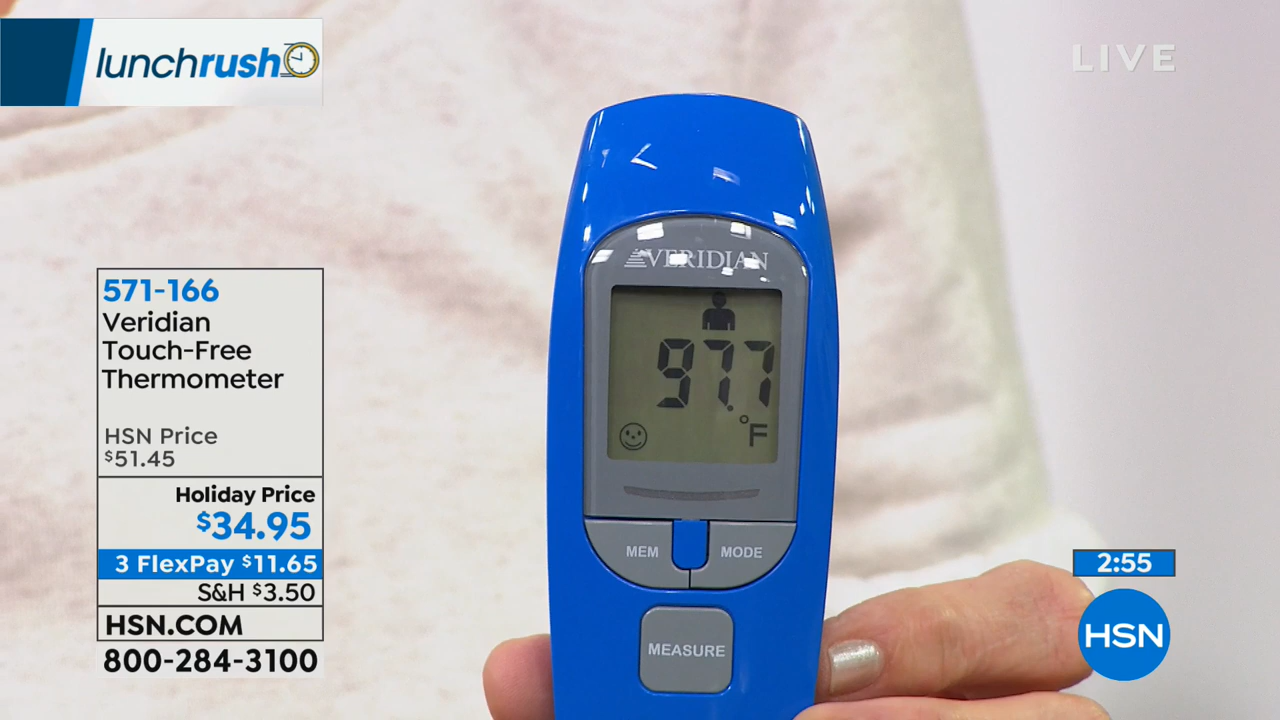 lunchrush
LIVE
571-166
Veridian
Touch-Free
Thermometer
HSN Price
$51.45
Holiday Price
$34.95
3 FlexPay $11.65
S&H $3.50
HSN.COM
800-284-3100
VERIDIAN
97.7
°F
MEM
MODE
MEASURE
2:55
HSN